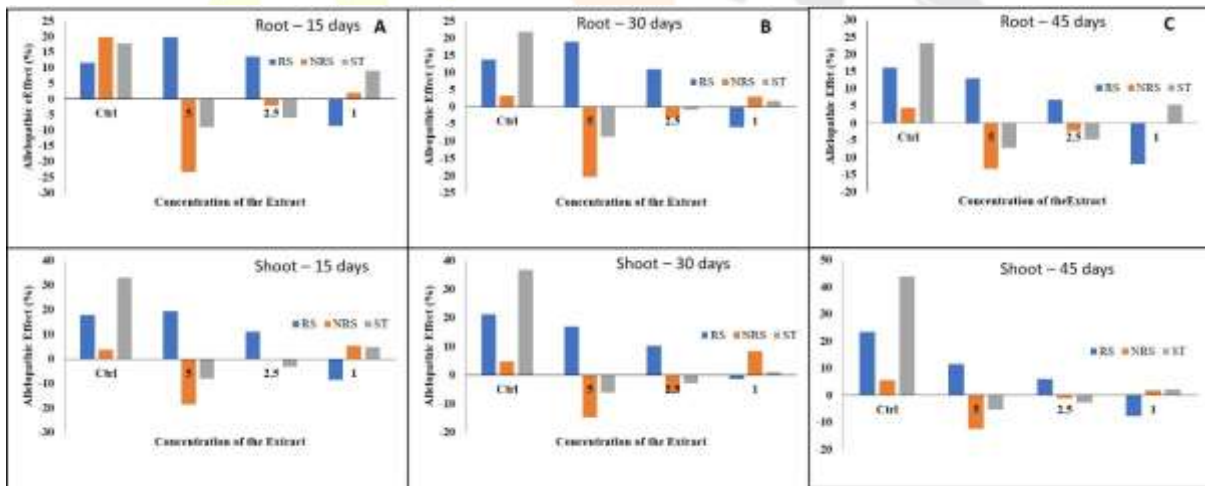 Root – 15 days A
Allelopathic eEffect (%)
25
20
15
10
5
0
-5
-10
-15
-20
-25
-30
RS NRS ST
Ctrl 5 2.5 1
Concentration of the Extract
Root – 30 days B
Allelopathic Effect (%)
25
20
15
10
5
0
-5
-10
-15
-20
-25
RS NRS ST
Ctrl 5 2.5 1
Concentration of the Extract
Root – 45 days C
Allelopathic Effet (%)
30
25
20
15
10
5
0
-5
-10
-15
-20
RS NRS ST
Ctrl 5 2.5 1
Concentration of theExtract
Shoot – 15 days
Allelopathic Effect (%)
40
30
20
10
0
-10
-20
-30
RS NRS ST
Ctrl 5 2.5 1
Concentration of the Extract
Shoot – 30 days
Allelopathic Effect (%)
40
30
20
10
0
-10
-20
RS NRS ST
Ctrl 5 2.5 1
Concentration of the Extract
Shoot – 45 days
Allelopathic Effect (%)
50
40
30
20
10
0
-10
-20
RS NRS ST
Ctrl 5 2.5 1
Concentration of the Extract